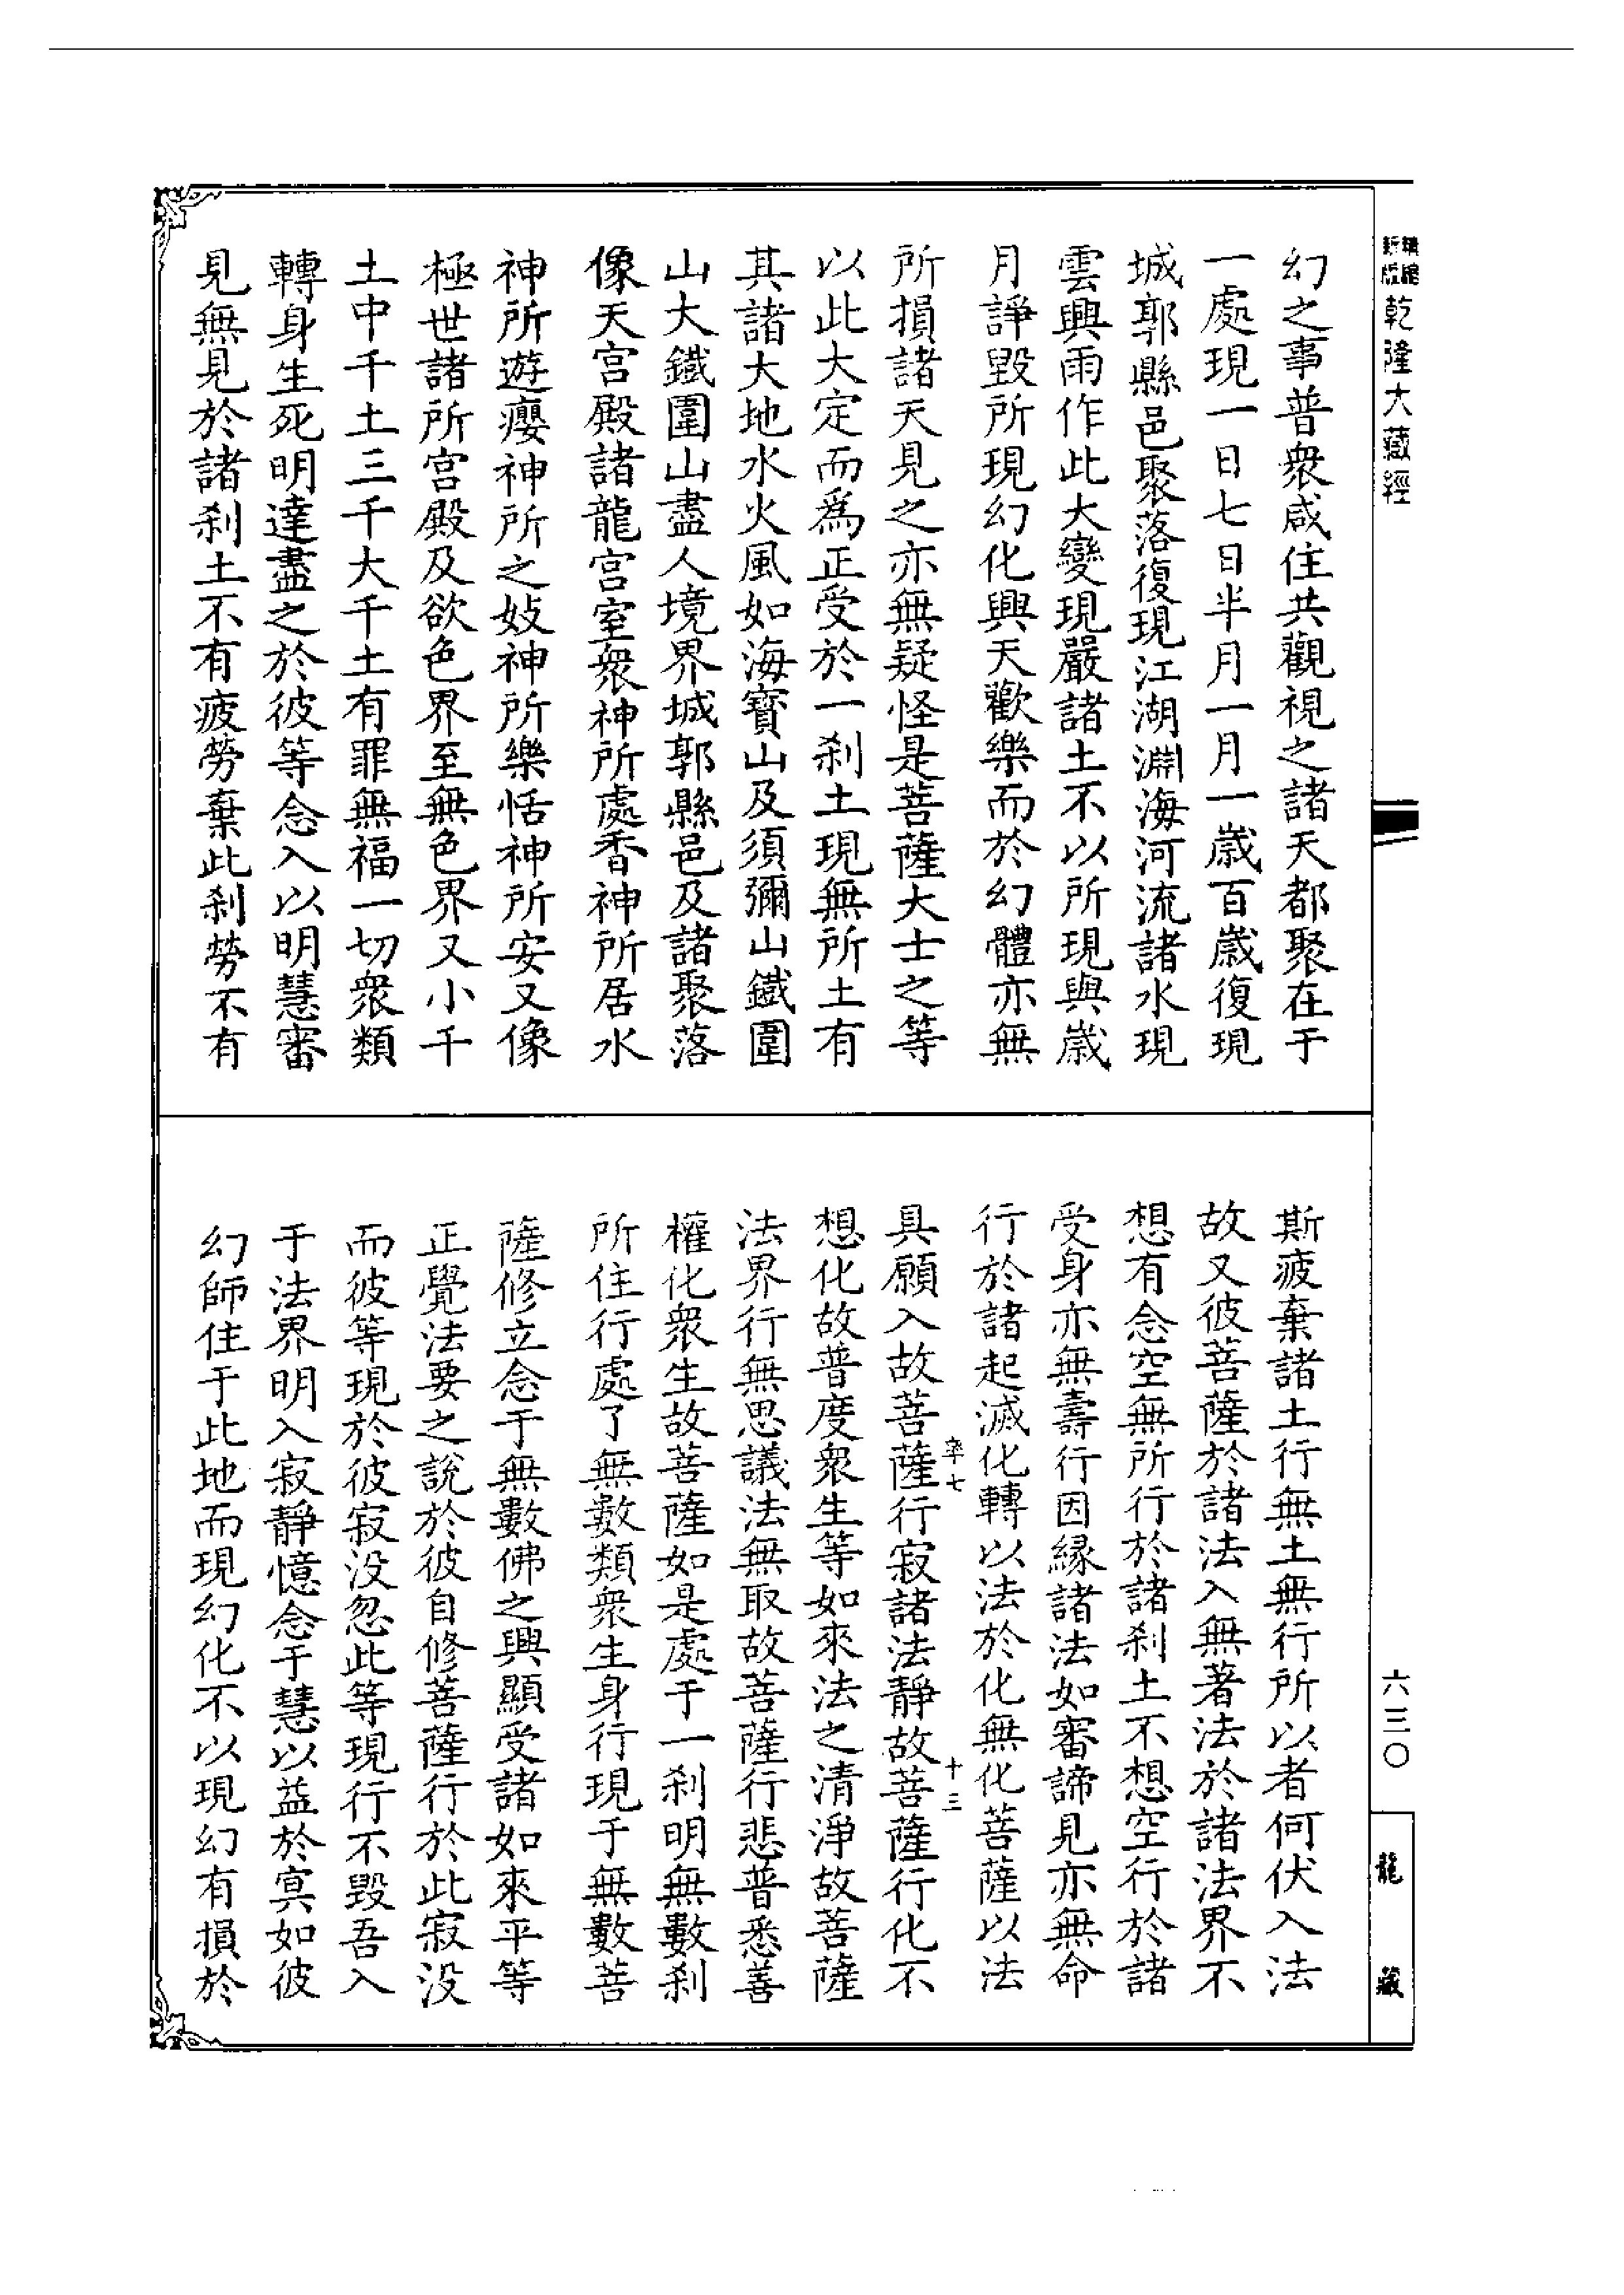 乾隆大藏經
幻之事普衆咸住共觀視之諸天都聚在于
一處現一日七日半月一月一歲百歲復現
城郭縣邑聚落復現江湖淵海河流諸水現
雲興雨作此大變現嚴諸土不以所現與歲
月諍毀所現幻化興天歡樂而於幻體亦無
所損諸天見之亦無疑怪是菩薩大士之等
以此大定而爲正受於一刹土現無所土有
其諸大地水火風如海寶山及須彌山鐵圍
山大鐵圍山盡人境界城郭縣邑及諸聚落
像天宮殿諸龍宮室衆神所處香神所居水
神所遊癭神所之妓神所樂恬神所安又像
極世諸所宮殿及欲色界至無色界又小千
土中千土三千大千土有罪無福一切衆類
轉身生死明達盡之於彼等念入以明慧審
見無見於諸刹土不有疲勞棄此刹勞不有
斯疲棄諸土行無土無行所以者何伏入法
故又彼菩薩於諸法入無著法於諸法界不
想有念空無所行於諸刹土不想空行於諸
受身亦無壽行因緣諸法如審諦見亦無命
行於諸起滅化轉以法於化無化菩薩以法
具願入故菩薩行寂諸法靜故菩薩行化不
想化故普度衆生等如來法之清淨故菩薩
法界行無思議法無取故菩薩行悲普悉善
權化衆生故菩薩如是處于一刹明無數刹
所住行處了無數類衆生身行現于無數菩
薩修立念于無數佛之興顯受諸如來平等
正覺法要之說於彼自修菩薩行於此寂沒
而彼等現於彼寂沒忽此等現行不毀吾入
于法界明入寂靜憶念于慧以益於冥如彼
幻師住于此地而現幻化不以現幻有損於
十三
六三〇
龍藏